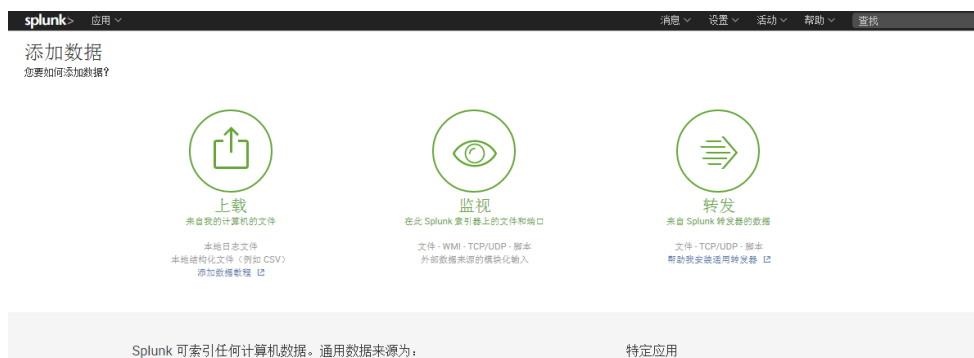 splunk> 应用 消息 设置 活动 帮助 查找
添加数据
您要如何添加数据?
上载 监视 转发
来自我的计算机的文件 在此 Splunk 索引器上的文件和端口 来自 Splunk 转发器的数据
本地日志文件 文件 - WMI - TCP/UDP - 脚本 文件 - TCP/UDP - 脚本
本地结构化文件（例如 CSV） 外部数据来源的模块化输入 帮助我安装通用转发器
添加数据教程
Splunk 可索引任何计算机数据。通用数据来源为： 特定应用